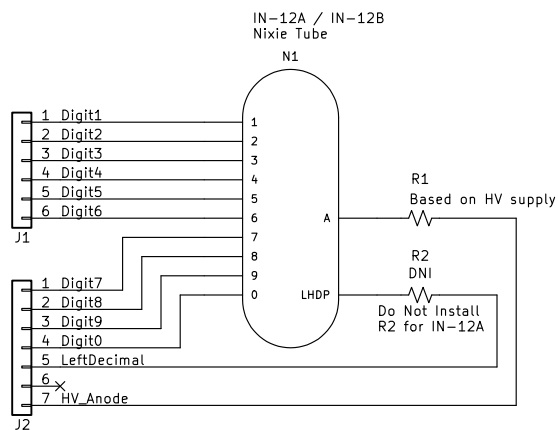 IN-12A / IN-12B
Nixie Tube
N1
1 Digit1
2 Digit2
3 Digit3
4 Digit4
5 Digit5
6 Digit6
J1
1
2
3
4
5
6
7
8
9
0
A
LHDP
R1
Based on HV supply
R2
DNI
Do Not Install
R2 for IN-12A
1 Digit7
2 Digit8
3 Digit9
4 Digit0
5 LeftDecimal
6
7 HV_Anode
J2